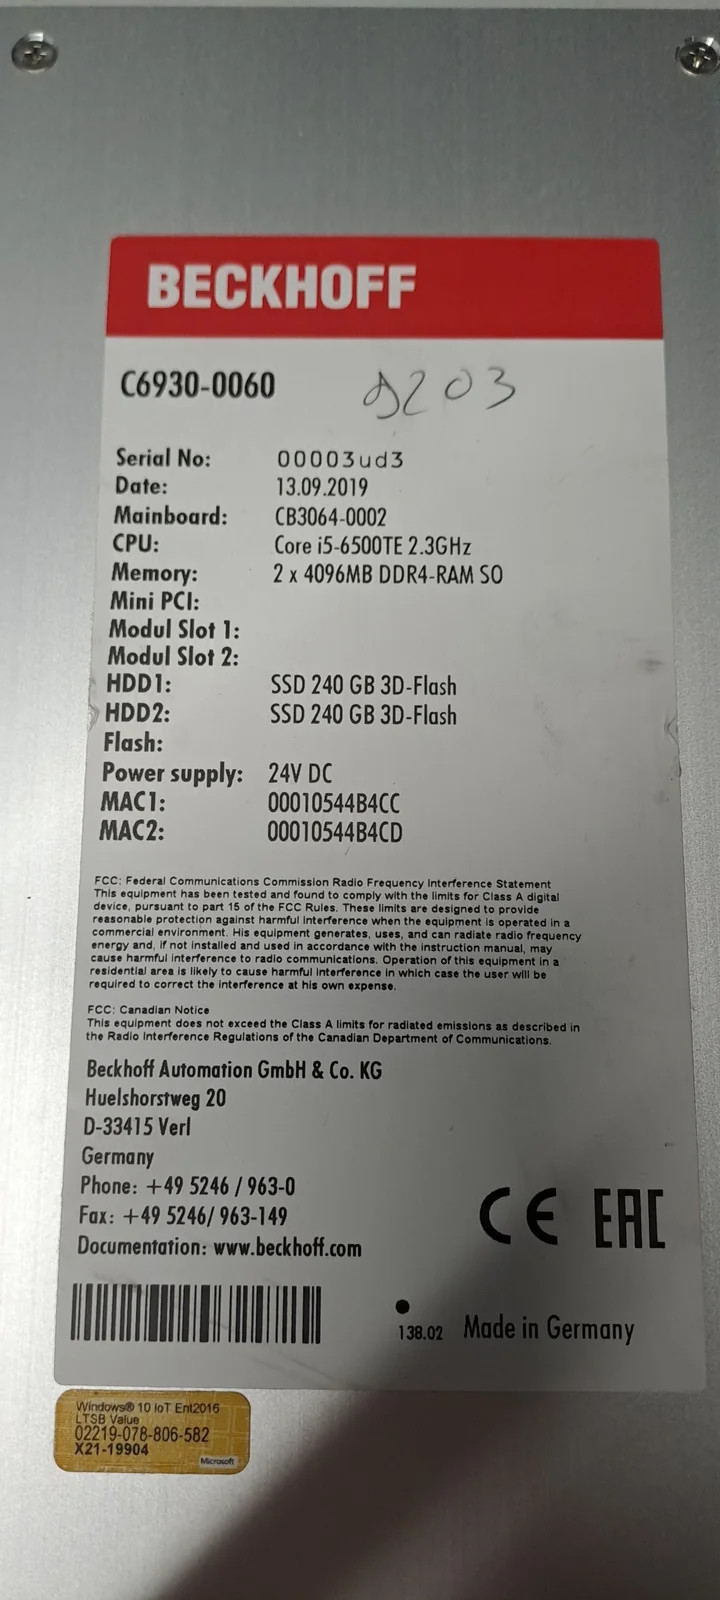 BECKHOFF
C6930-0060
Serial No: 00003ud3
Date: 13.09.2019
Mainboard: CB3064-0002
CPU: Core i5-6500TE 2.3GHz
Memory: 2 x 4096MB DDR4-RAM SO
Mini PCI:
Modul Slot 1:
Modul Slot 2:
HDD1: SSD 240 GB 3D-Flash
HDD2: SSD 240 GB 3D-Flash
Flash:
Power supply: 24V DC
MAC1: 00010544B4CC
MAC2: 00010544B4CD
FCC: Federal Communications Commission Radio Frequency Interference Statement
This equipment has been tested and found to comply with the limits for Class A digital
device, pursuant to part 15 of the FCC Rules. These limits are designed to provide
reasonable protection against harmful interference when the equipment is operated in a
commercial environment. His equipment generates, uses, and can radiate radio frequency
energy and, if not installed and used in accordance with the instruction manual, may
cause harmful interference to radio communications. Operation of this equipment in a
residential area is likely to cause harmful interference in which case the user will be
required to correct the interference at his own expense.
FCC: Canadian Notice
This equipment does not exceed the Class A limits for radiated emissions as described in
the Radio Interference Regulations of the Canadian Department of Communications.
Beckhoff Automation GmbH & Co. KG
Huelshorstweg 20
D-33415 Verl
Germany
Phone: +49 5246 / 963-0
Fax: +49 5246/ 963-149
Documentation: www.beckhoff.com
CE EAC
138.02 Made in Germany
Windows® 10 IoT Ent2016
LTSB Value
02219-078-806-582
X21-19904
Microsoft